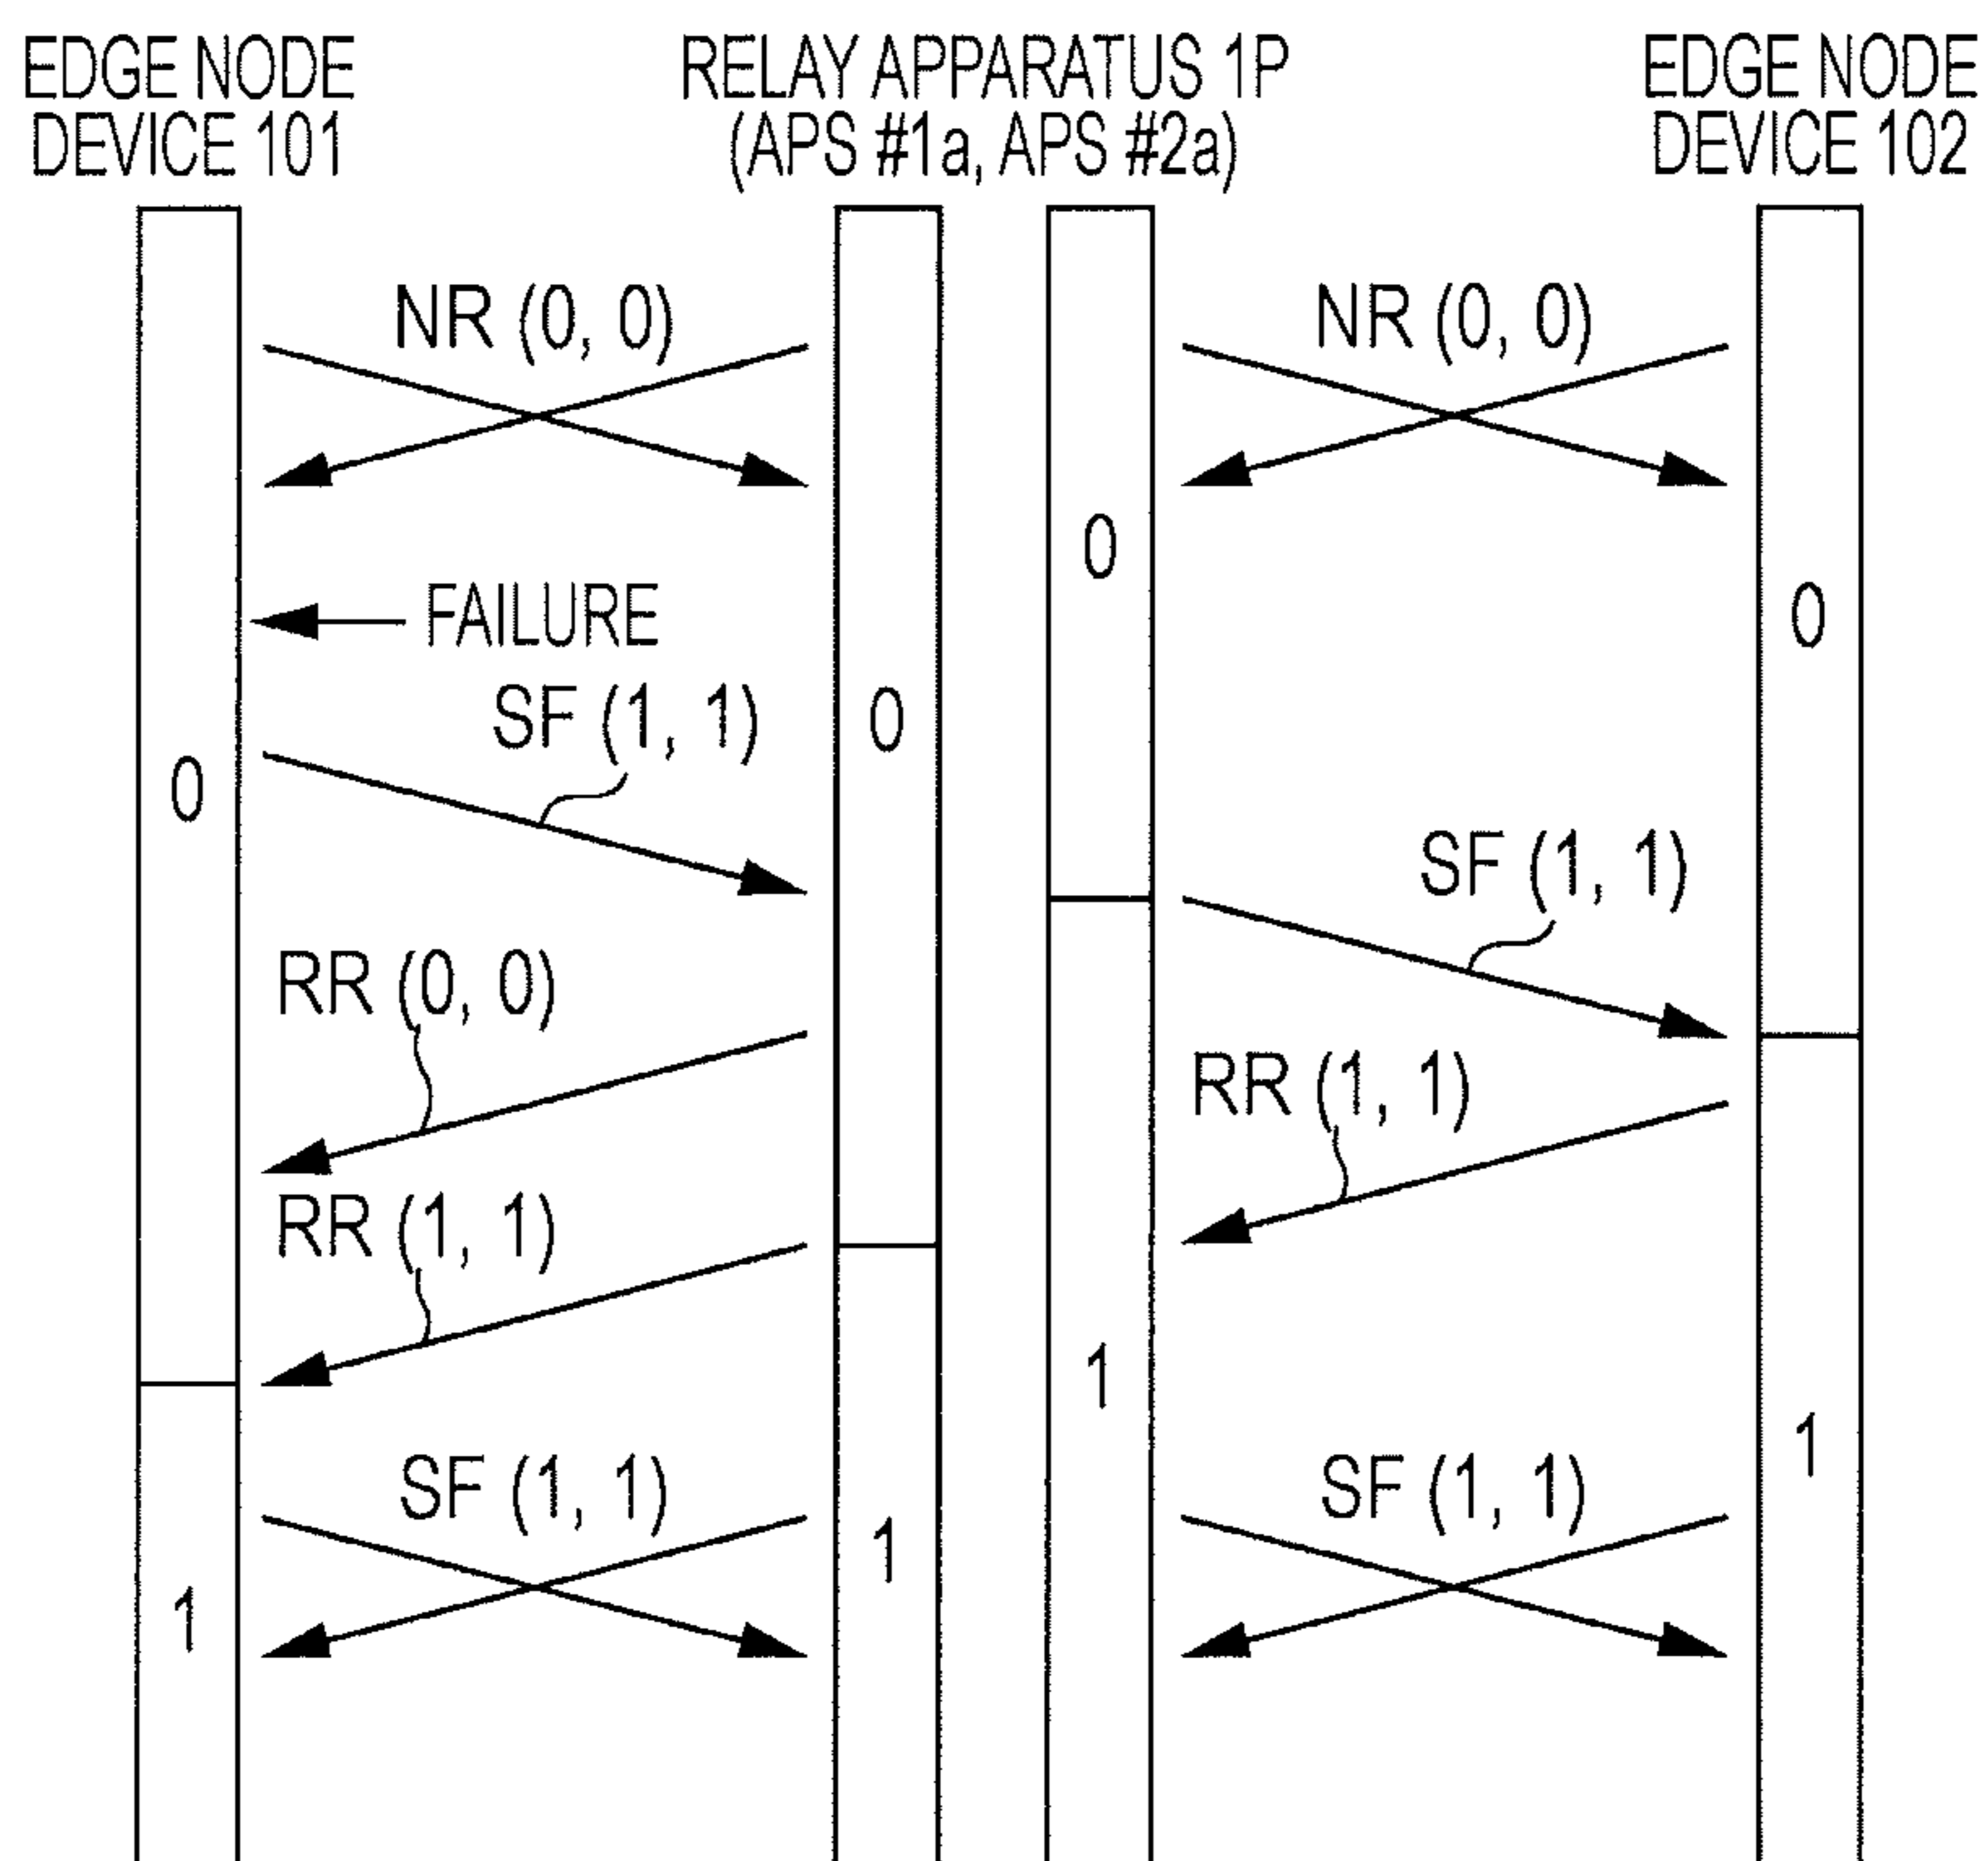 EDGE NODE
DEVICE 101
RELAY APPARATUS 1P
(APS #1a, APS #2a)
EDGE NODE
DEVICE 102
NR (0, 0)
NR (0, 0)
0
FAILURE
0
SF (1, 1)
0
0
SF (1, 1)
RR (0, 0)
RR (1, 1)
RR (1, 1)
1
1
SF (1, 1)
SF (1, 1)
1
1